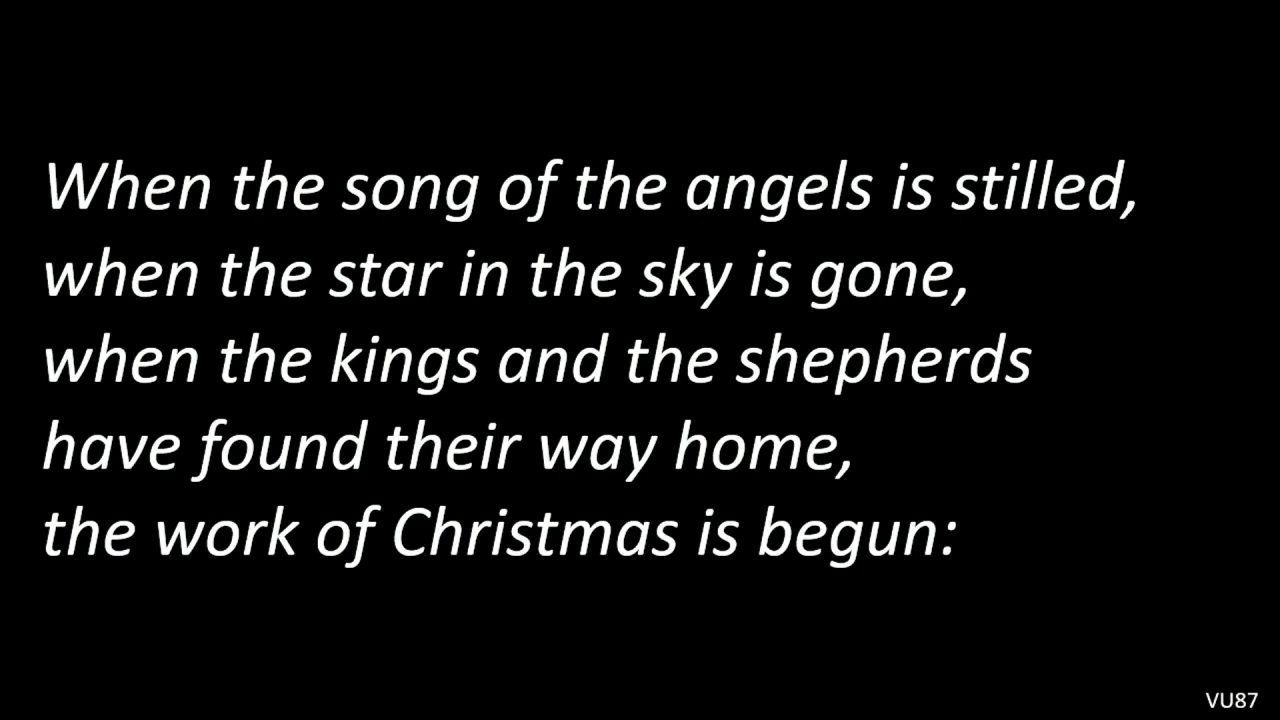 When the song of the angels is stilled,
when the star in the sky is gone,
when the kings and the shepherds
have found their way home,
the work of Christmas is begun:
VU87